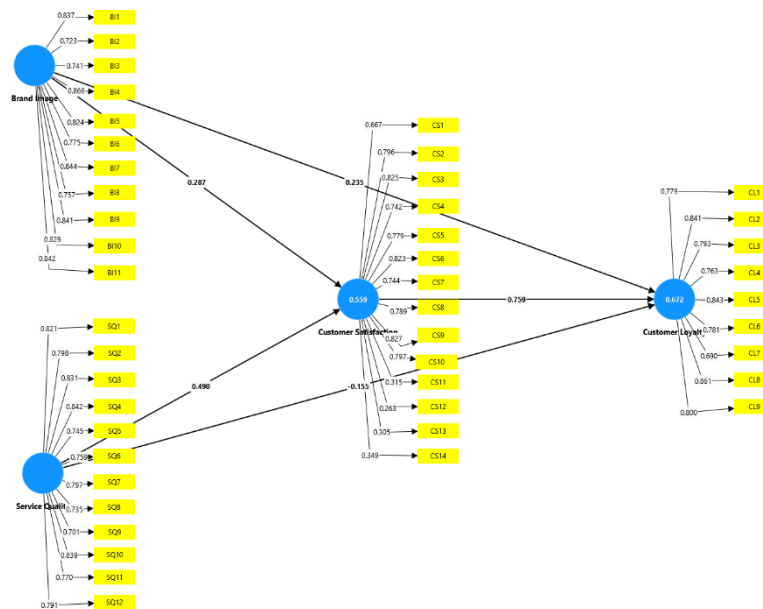 0.837 BI1
0.723 BI2
0.741 BI3
0.866 BI4
0.824 BI5
0.775 BI6
0.844 BI7
0.757 BI8
0.841 BI9
0.829 BI10
0.842 BI11
Brand Image
0.287
0.235
0.821 SQ1
0.798 SQ2
0.831 SQ3
0.842 SQ4
0.745 SQ5
0.759 SQ6
0.797 SQ7
0.735 SQ8
0.701 SQ9
0.839 SQ10
0.770 SQ11
0.791 SQ12
Service Qualit
0.490
-0.155
0.667 CS1
0.796 CS2
0.825 CS3
0.742 CS4
0.779 CS5
0.823 CS6
0.744 CS7
0.789 CS8
0.827 CS9
0.797 CS10
0.315 CS11
0.263 CS12
0.305 CS13
0.349 CS14
0.559
Customer Satisfaction
0.759
0.779 CL1
0.841 CL2
0.793 CL3
0.763 CL4
0.843 CL5
0.781 CL6
0.690 CL7
0.861 CL8
0.800 CL9
0.672
Customer Loyalt